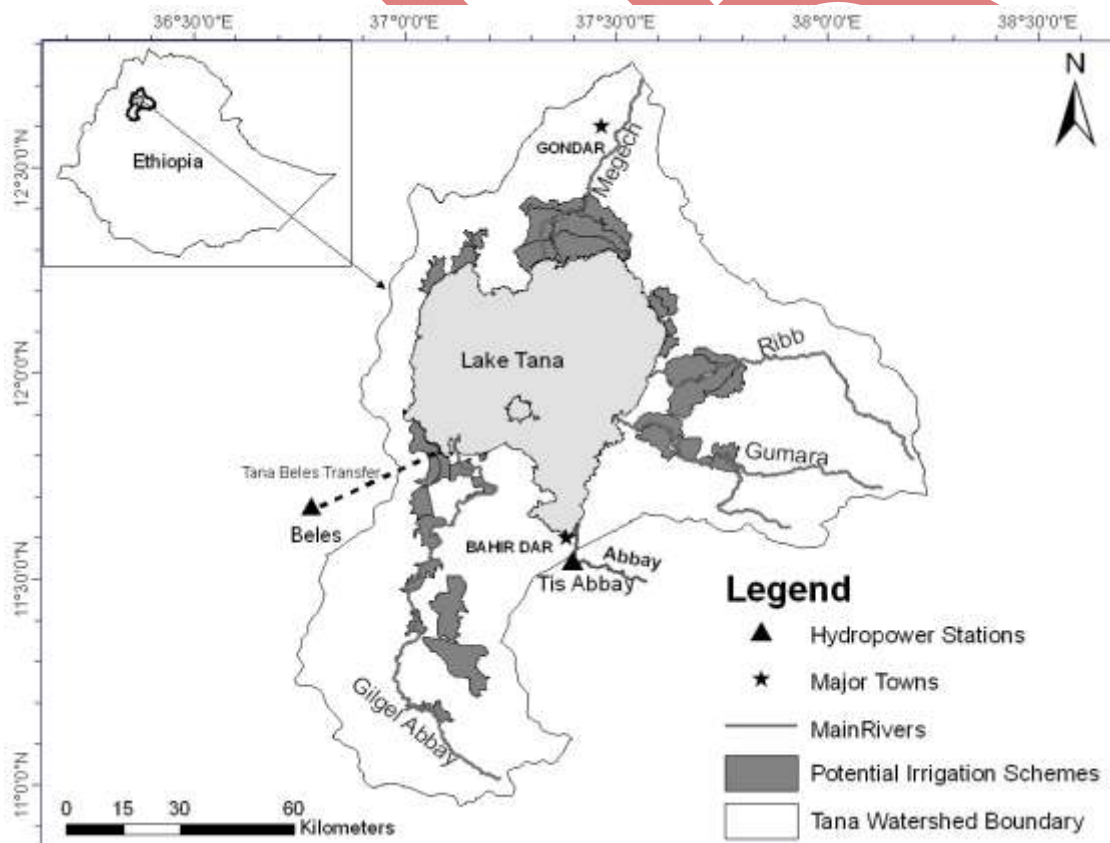 36°30'0"E
37°0'0"E
37°30'0"E
38°0'0"E
38°30'0"E
12°30'0"N
12°0'0"N
11°30'0"N
11°0'0"N
Ethiopia
N
GONDAR
Megech
Lake Tana
Ribb
Gumara
Tana Beles Transfer
Beles
BAHIR DAR
Abbay
Tis Abbay
Gilgel Abbay
Legend
Hydropower Stations
Major Towns
MainRivers
Potential Irrigation Schemes
Tana Watershed Boundary
0 15 30 60
Kilometers